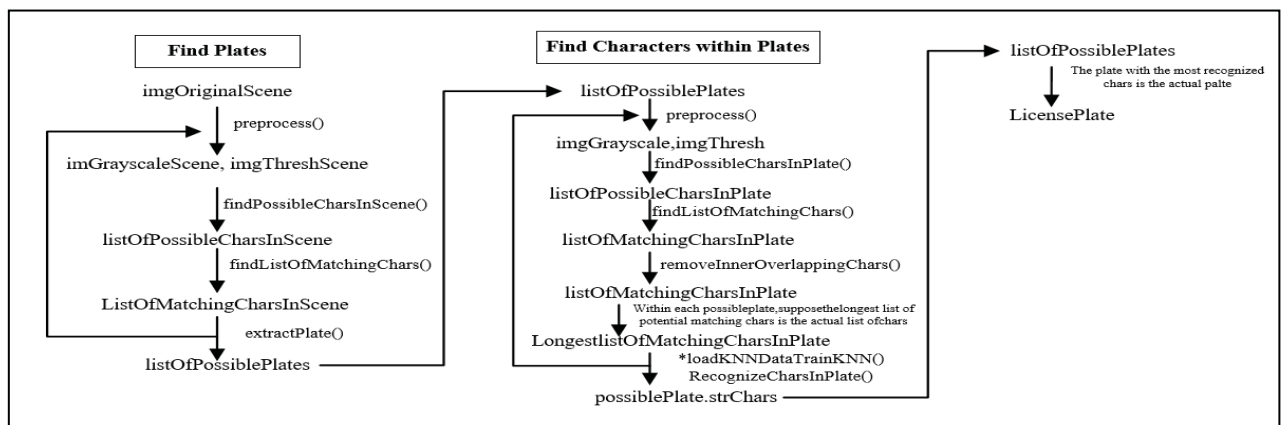 Find Plates
imgOriginalScene
preprocess()
imGrayscaleScene, imgThreshScene
findPossibleCharsInScene()
listOfPossibleCharsInScene
findListOfMatchingChars()
ListOfMatchingCharsInScene
extractPlate()
listOfPossiblePlates
Find Characters within Plates
listOfPossiblePlates
preprocess()
imgGrayscale,imgThresh
findPossibleCharsInPlate()
listOfPossibleCharsInPlate
findListOfMatchingChars()
listOfMatchingCharsInPlate
removeInnerOverlappingChars()
listOfMatchingCharsInPlate
Within each possibleplate,supposethelongest list of
potential matching chars is the actual list ofchars
LongestlistOfMatchingCharsInPlate
*loadKNNDataTrainKNN()
RecognizeCharsInPlate()
possiblePlate.strChars
listOfPossiblePlates
The plate with the most recognized
chars is the actual palte
LicensePlate